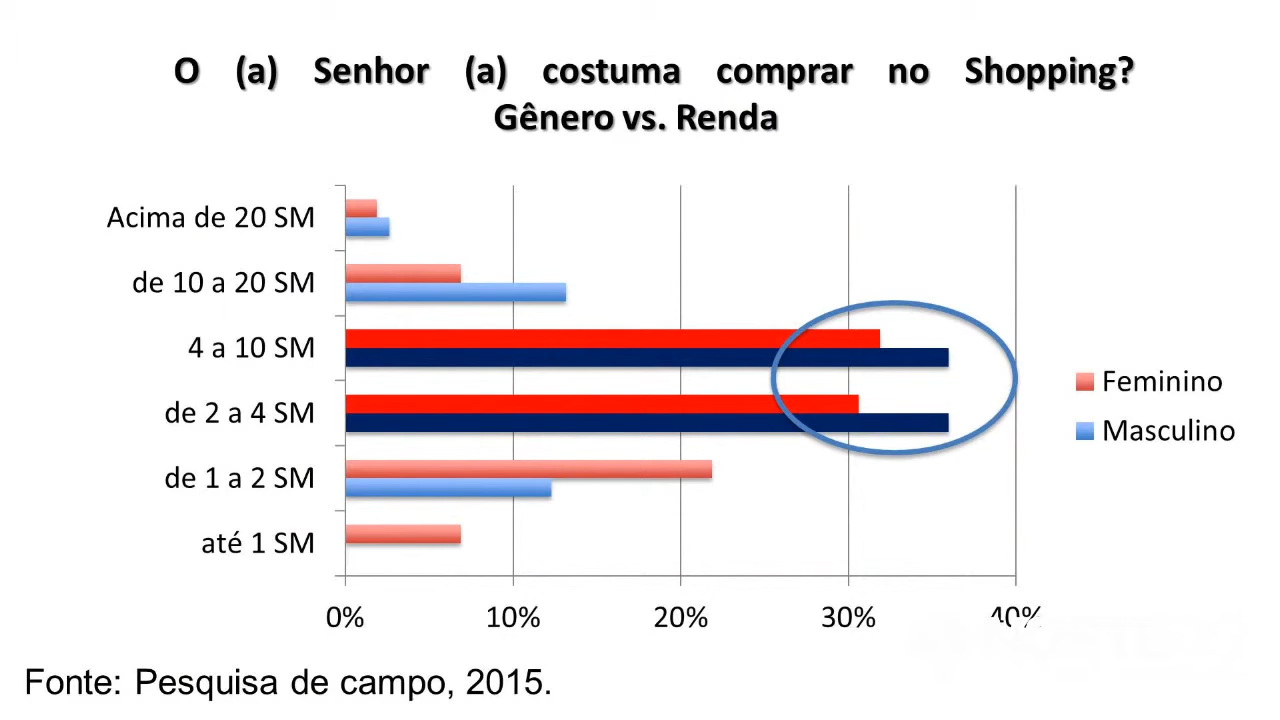 O (a) Senhor (a) costuma comprar no Shopping?
Gênero vs. Renda
Acima de 20 SM
de 10 a 20 SM
4 a 10 SM
de 2 a 4 SM
de 1 a 2 SM
até 1 SM
Feminino
Masculino
0% 10% 20% 30% 40%
Fonte: Pesquisa de campo, 2015.